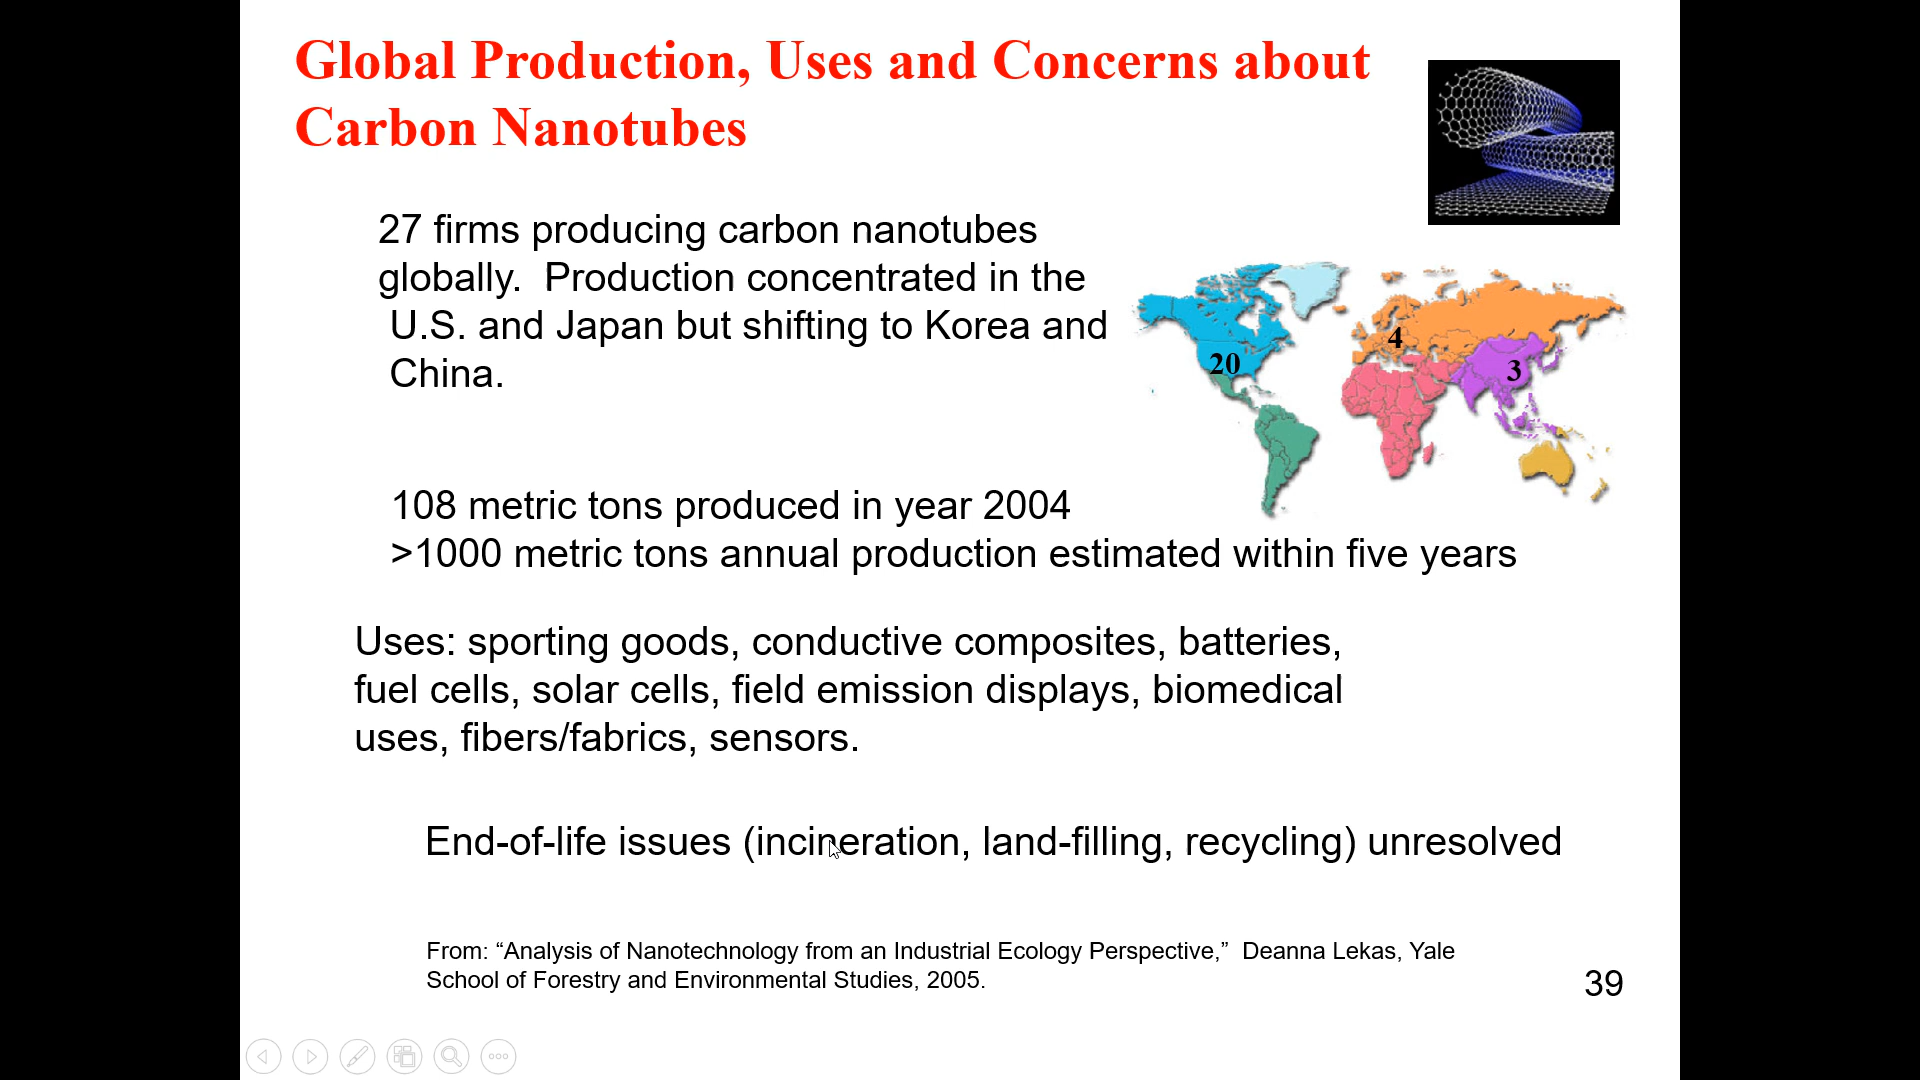 Global Production, Uses and Concerns about
Carbon Nanotubes
27 firms producing carbon nanotubes
globally.  Production concentrated in the
U.S. and Japan but shifting to Korea and
China.
20
4
3
108 metric tons produced in year 2004
>1000 metric tons annual production estimated within five years
Uses: sporting goods, conductive composites, batteries,
fuel cells, solar cells, field emission displays, biomedical
uses, fibers/fabrics, sensors.
End-of-life issues (incineration, land-filling, recycling) unresolved
From: “Analysis of Nanotechnology from an Industrial Ecology Perspective,”  Deanna Lekas, Yale
School of Forestry and Environmental Studies, 2005.
39